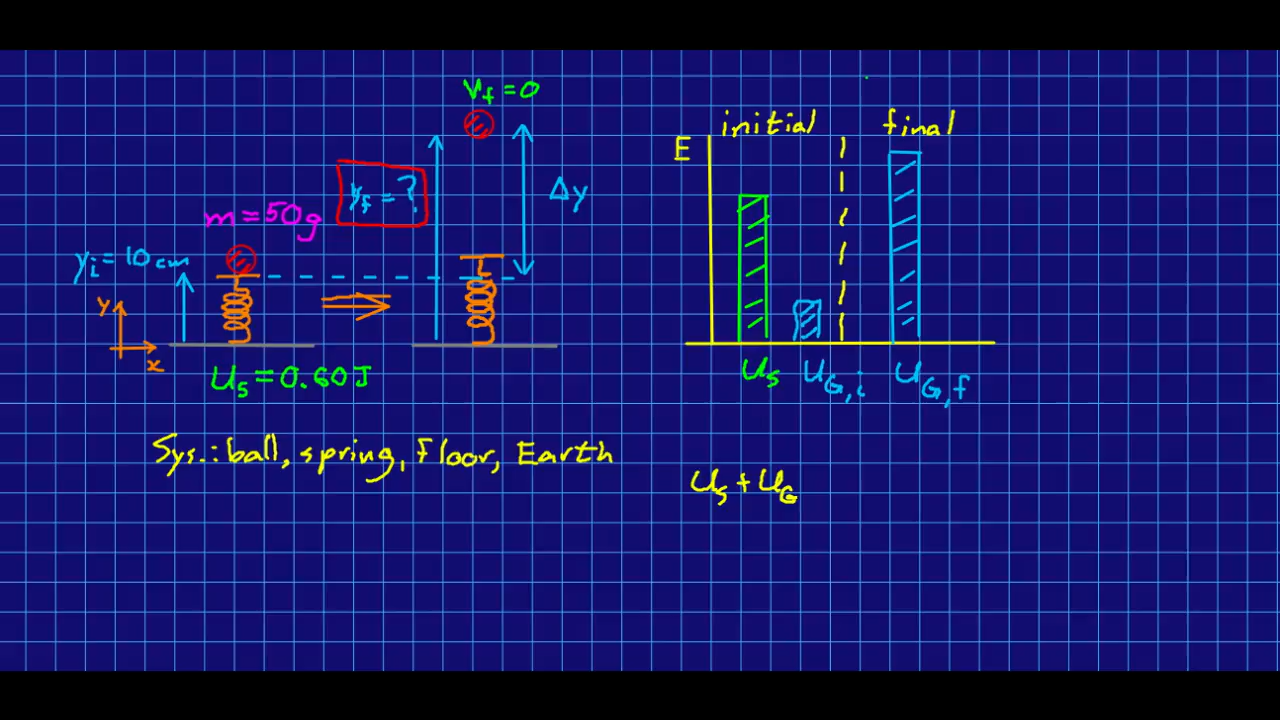 v_f = 0
initial
final
E
y_f = ?
Δy
m = 50g
y_i = 10 cm
y
x
U_s = 0.60J
U_s
U_G,i
U_G,f
Sys.: ball, spring, floor, Earth
U_s + U_G